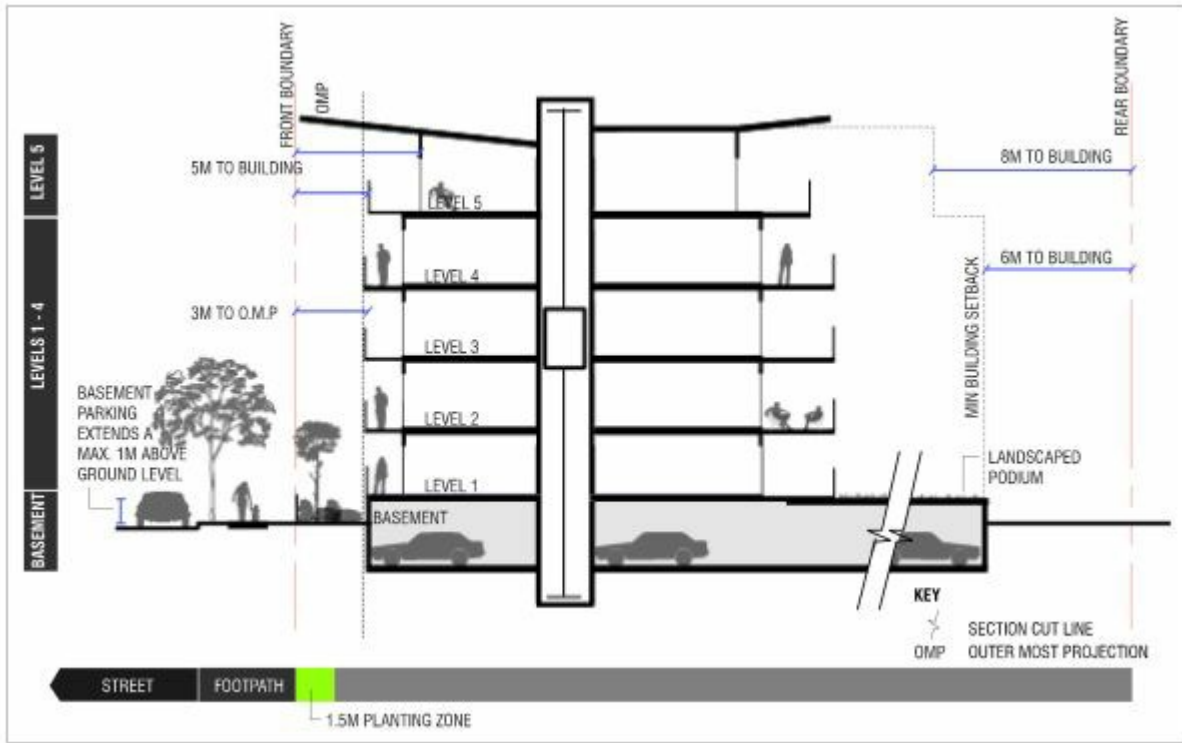 FRONT BOUNDARY
OMP
REAR BOUNDARY
LEVEL 5
8M TO BUILDING
5M TO BUILDING
LEVEL 5
LEVELS 1 - 4
LEVEL 4
6M TO BUILDING
3M TO O.M.P
MIN BUILDING SETBACK
LEVEL 3
BASEMENT
PARKING
EXTENDS A
MAX. 1M ABOVE
GROUND LEVEL
LEVEL 2
LANDSCAPED
PODIUM
LEVEL 1
BASEMENT
BASEMENT
KEY
SECTION CUT LINE
OMP OUTER MOST PROJECTION
STREET
FOOTPATH
1.5M PLANTING ZONE